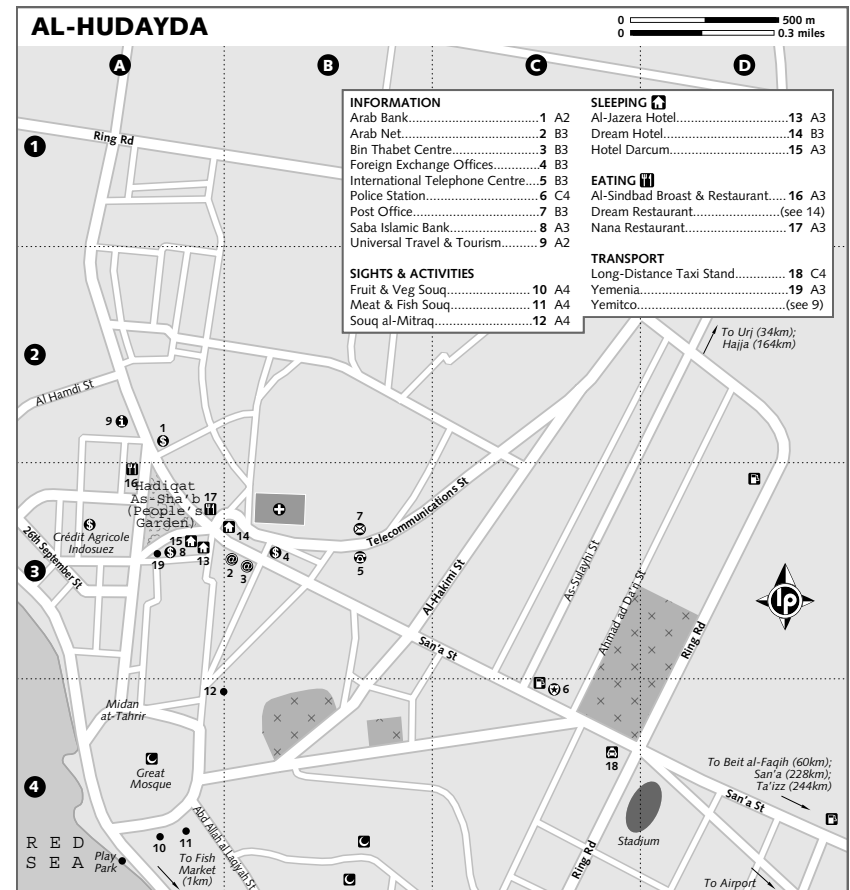 AL-HUDAYDA
0 500 m
0 0.3 miles
A B C D
INFORMATION
Arab Bank.................................1 A2
Arab Net...................................2 B3
Bin Thabet Centre......................3 B3
Foreign Exchange Offices............4 B3
International Telephone Centre....5 B3
Police Station............................6 C4
Post Office................................7 B3
Saba Islamic Bank......................8 A3
Universal Travel & Tourism.........9 A2
SIGHTS & ACTIVITIES
Fruit & Veg Souq.....................10 A4
Meat & Fish Souq....................11 A4
Souq al-Mitraq........................12 A4
SLEEPING
Al-Jazera Hotel.........................13 A3
Dream Hotel.............................14 B3
Hotel Darcum...........................15 A3
EATING
Al-Sindbad Broast & Restaurant.....16 A3
Dream Restaurant....................(see 14)
Nana Restaurant.......................17 A3
TRANSPORT
Long-Distance Taxi Stand..............18 C4
Yemenia...................................19 A3
Yemitco....................................(see 9)
1
Ring Rd
2
To Urj (34km);
Hajja (164km)
Al Hamdi St
9
1
16
Hadiqat
As-Sha'b
(People's
Garden)
17
14
7
Telecommunications St
Crédit Agricole
Indosuez
26th September St
15
19
8
13
2
3
4
5
3
Al-Hakimi St
As-Sulayhi St
Ahmad ad Da'ri St
Ring Rd
lp
San'a St
12
6
Midan
at-Tahrir
Great
Mosque
18
To Beit al-Faqih (60km);
San'a (228km);
Ta'izz (244km)
San'a St
4
Stadium
Abd Allah al Laqiyah St
RED
SEA
Play
Park
10
11
To Fish
Market
(1km)
Ring Rd
To Airport